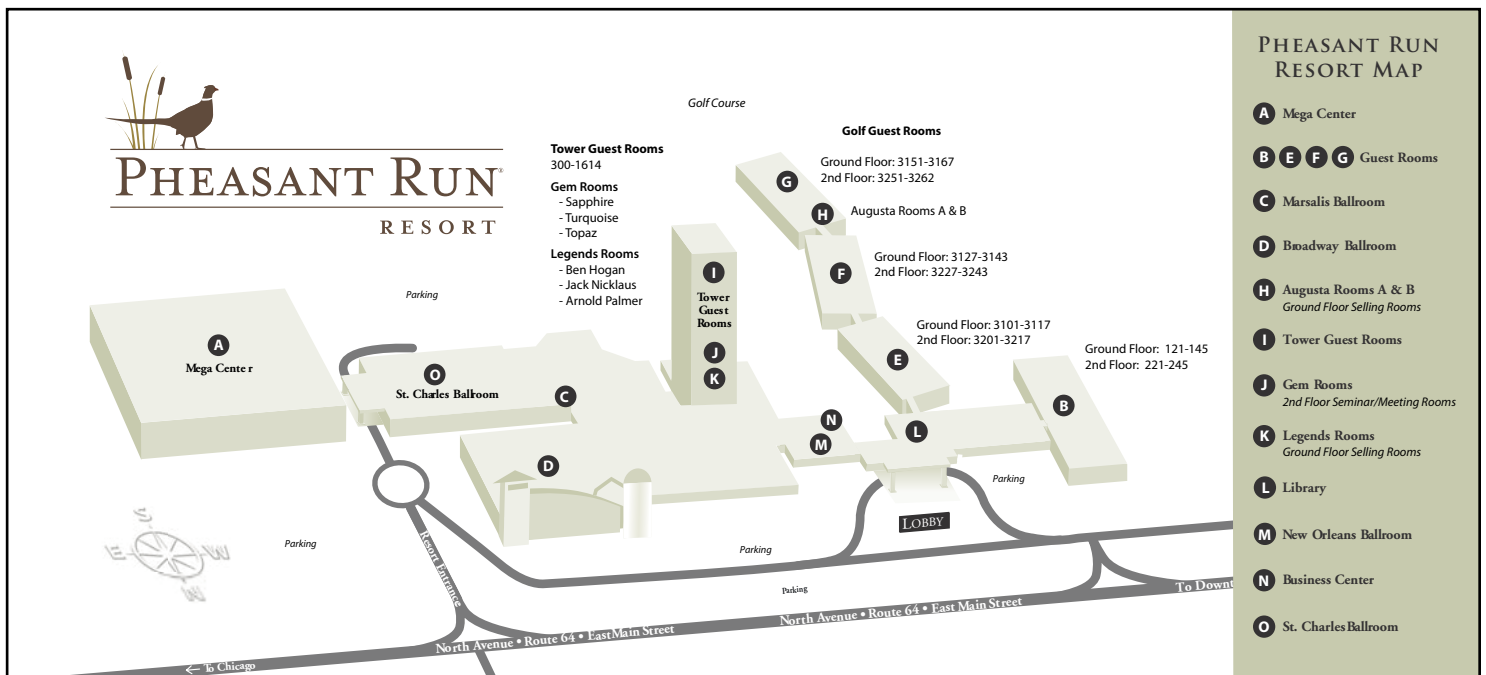 PHEASANT RUN
RESORT
Golf Course
Tower Guest Rooms
300-1614
Gem Rooms
- Sapphire
- Turquoise
- Topaz
Legends Rooms
- Ben Hogan
- Jack Nicklaus
- Arnold Palmer
Golf Guest Rooms
Ground Floor: 3151-3167
2nd Floor: 3251-3262
G
H
Augusta Rooms A & B
Ground Floor: 3127-3143
2nd Floor: 3227-3243
F
I
Tower
Guest
Rooms
J
K
Parking
Ground Floor: 3101-3117
2nd Floor: 3201-3217
E
Ground Floor: 121-145
2nd Floor: 221-245
B
A
Mega Center
O
St. Charles Ballroom
C
N
M
L
D
Parking
LOBBY
Parking
Parking
Parking
S
E
W
N
Resort Entrance
North Avenue • Route 64 • East Main Street
North Avenue • Route 64 • East Main Street
To Downt
← To Chicago
PHEASANT RUN
RESORT MAP
A Mega Center
B E F G Guest Rooms
C Marsalis Ballroom
D Broadway Ballroom
H Augusta Rooms A & B
Ground Floor Selling Rooms
I Tower Guest Rooms
J Gem Rooms
2nd Floor Seminar/Meeting Rooms
K Legends Rooms
Ground Floor Selling Rooms
L Library
M New Orleans Ballroom
N Business Center
O St. Charles Ballroom